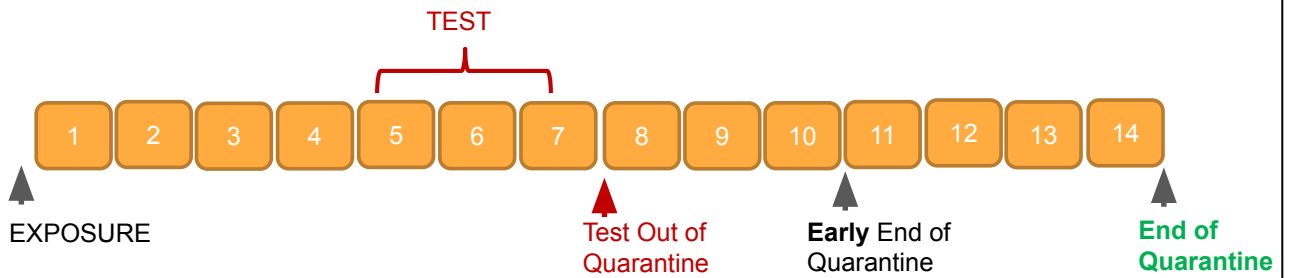 TEST
1 2 3 4 5 6 7 8 9 10 11 12 13 14
EXPOSURE
Test Out of
Quarantine
Early End of
Quarantine
End of
Quarantine